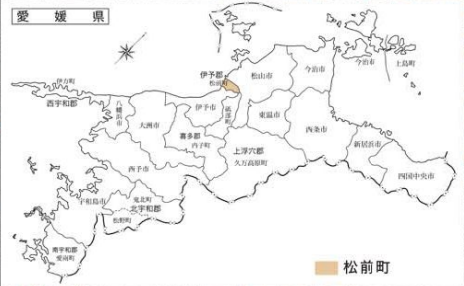 愛媛県
今治市
上島町
伊予郡
松前町
松山市
今治市
伊方町
西宇和郡
八幡浜市
大洲市
伊予市
砥部町
東温市
西条市
新居浜市
四国中央市
喜多郡
内子町
上浮穴郡
久万高原町
西予市
宇和島市
鬼北町
北宇和郡
松野町
南宇和郡
愛南町
松前町